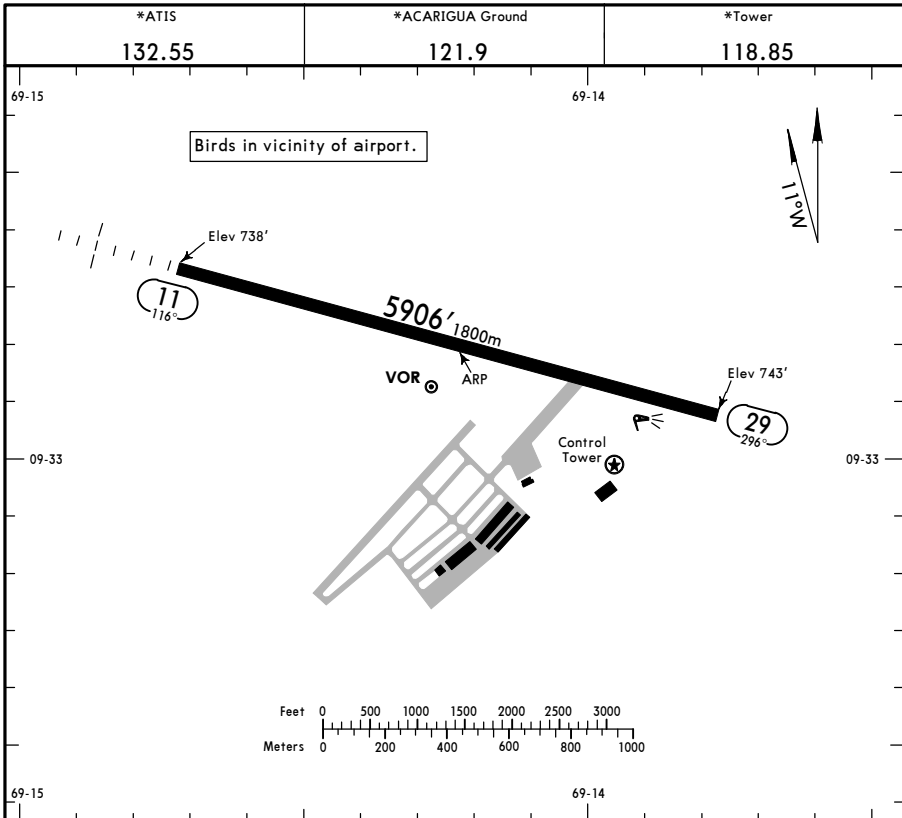 *ATIS
132.55
*ACARIGUA Ground
121.9
*Tower
118.85
69-15
69-14
Birds in vicinity of airport.
11°W
Elev 738'
11
116°
5906' 1800m
VOR
ARP
Elev 743'
29
296°
Control
Tower
09-33
09-33
Feet 0 500 1000 1500 2000 2500 3000
Meters 0 200 400 600 800 1000
69-15
69-14